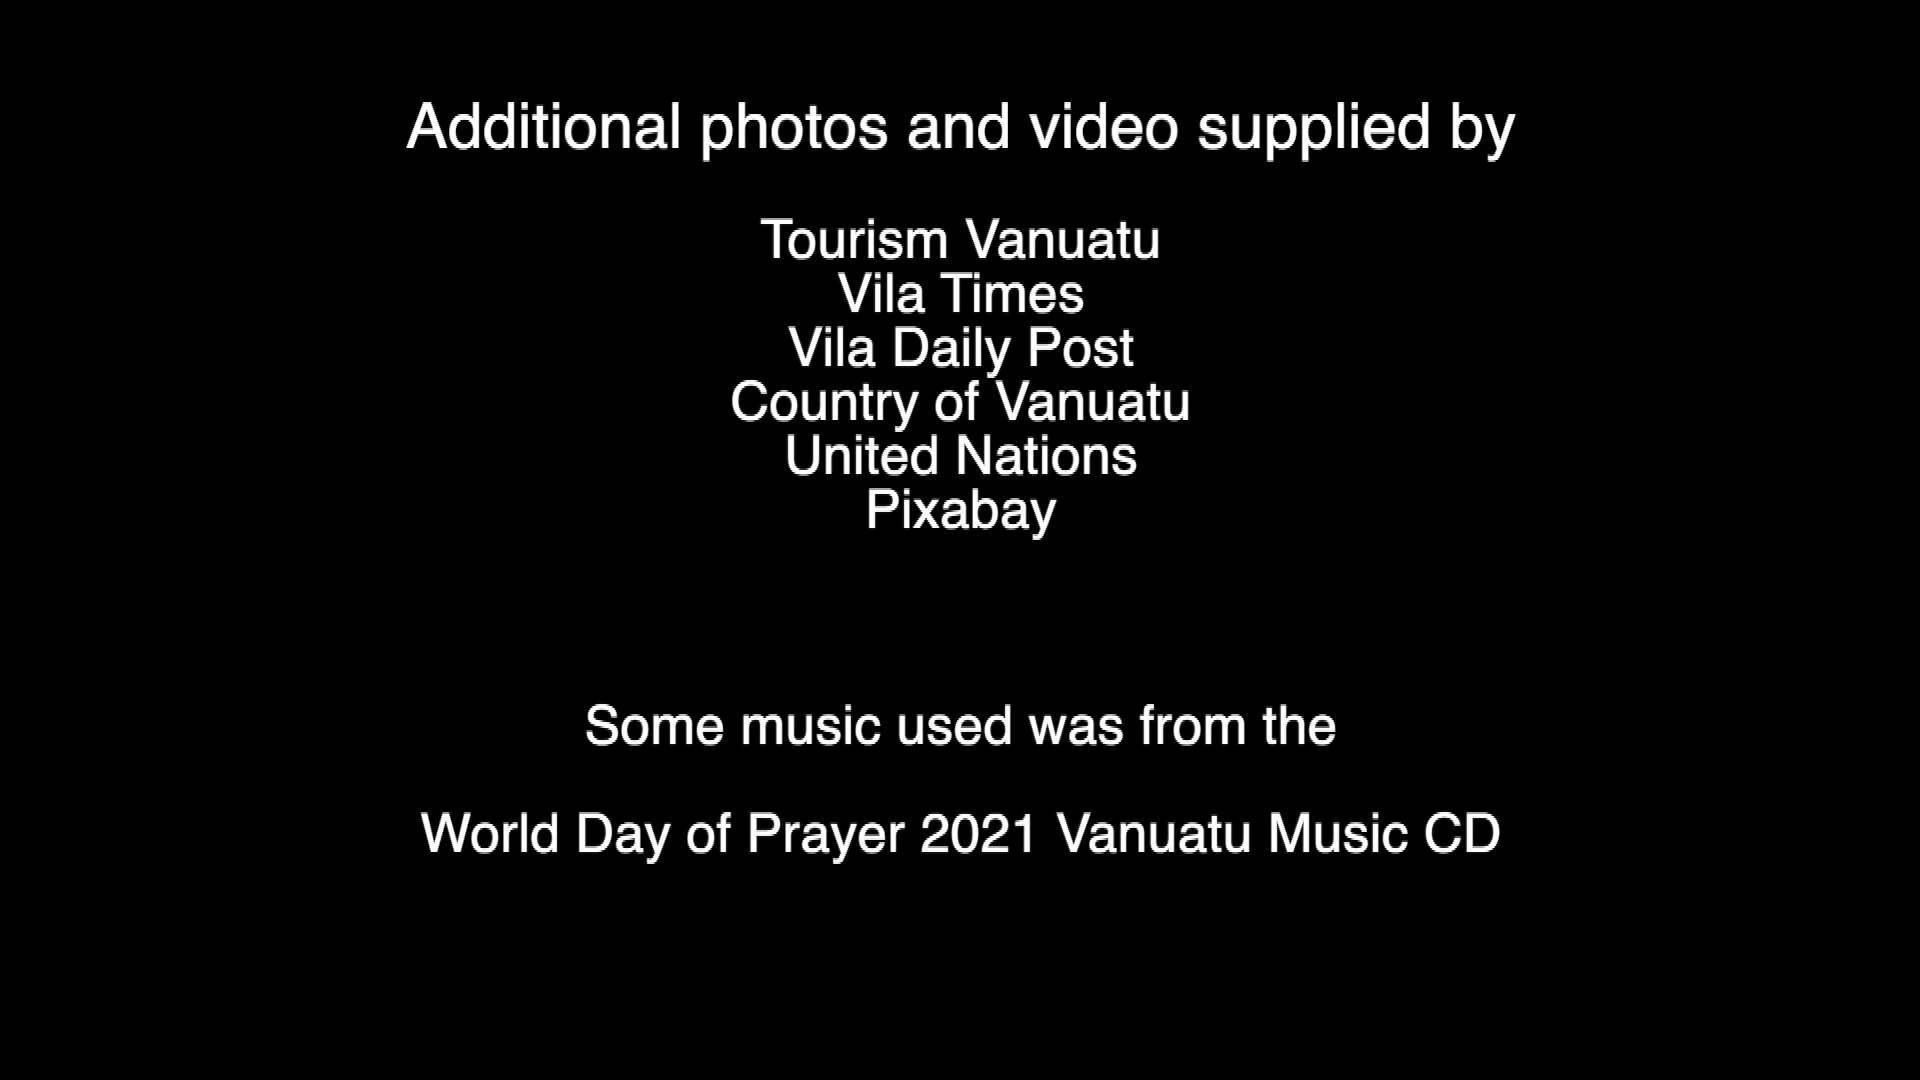 Additional photos and video supplied by
Tourism Vanuatu
Vila Times
Vila Daily Post
Country of Vanuatu
United Nations
Pixabay
Some music used was from the
World Day of Prayer 2021 Vanuatu Music CD